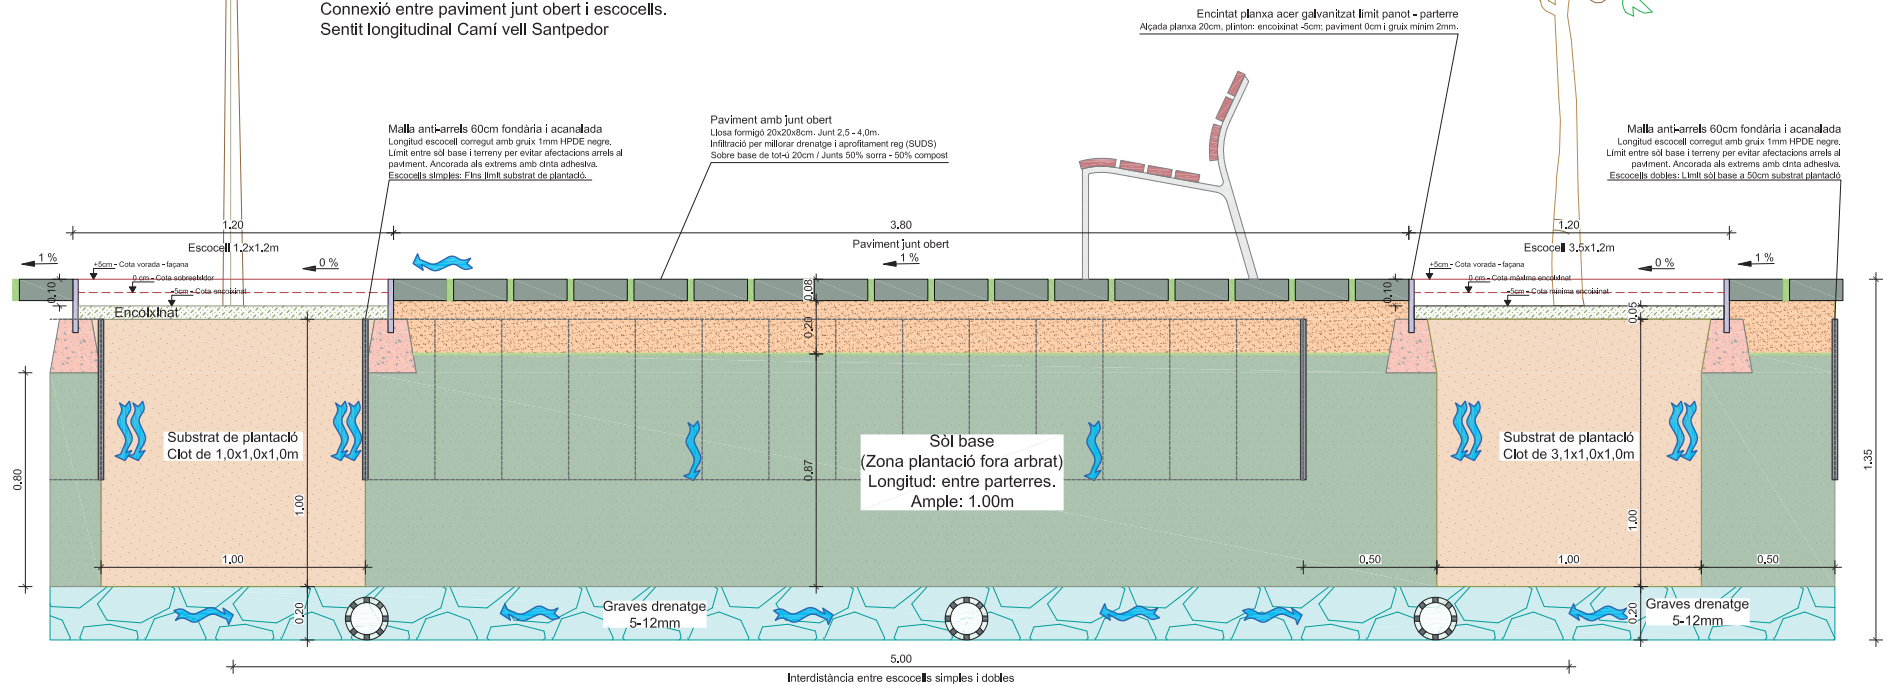 Connexió entre paviment junt obert i escocells.
Sentit longitudinal Camí vell Santpedor
Encintat planxa acer galvanitzat límit panot - parterre
Alçada planxa 20cm, plinton: encoixinat -5cm; paviment 0cm i gruix mínim 2mm.
Malla anti-arrels 60cm fondària i acanalada
Longitud escocell corregut amb gruix 1mm HPDE negre.
Límit entre sòl base i terreny per evitar afectacions arrels al
paviment. Ancorada als extrems amb cinta adhesiva.
Escocells simples: Fins límit substrat de plantació.
Paviment amb junt obert
Llosa formigó 20x20x8cm. Junt 2,5 - 4,0m.
Infiltració per millorar drenatge i aprofitament reg (SUDS)
Sobre base de tot-ú 20cm / Junts 50% sorra - 50% compost
Malla anti-arrels 60cm fondària i acanalada
Longitud escocell corregut amb gruix 1mm HPDE negre.
Límit entre sòl base i terreny per evitar afectacions arrels al
paviment. Ancorada als extrems amb cinta adhesiva.
Escocells dobles: Límit sòl base a 50cm substrat plantació
1.20
3.80
1.20
Escocell 1.2x1.2m
Paviment junt obert
Escocell 3.5x1.2m
1 %
0 %
1 %
0 %
1 %
+5cm - Cota vorada - façana
0 cm - Cota sobreeixidor
-5cm - Cota encoixinat
+5cm - Cota vorada - façana
0 cm - Cota màxima encoixinat
-5cm - Cota mínima encoixinat
0.10
0.08
0.10
0.05
Encoixinat
0.20
Substrat de plantació
Clot de 1,0x1,0x1,0m
Sòl base
(Zona plantació fora arbrat)
Longitud: entre parterres.
Ample: 1.00m
Substrat de plantació
Clot de 3,1x1,0x1,0m
0.80
1.00
0.87
1.00
1.35
1.00
0.50
1.00
0.50
0.20
Graves drenatge
5-12mm
0.20
Graves drenatge
5-12mm
5.00
Interdistància entre escocells simples i dobles